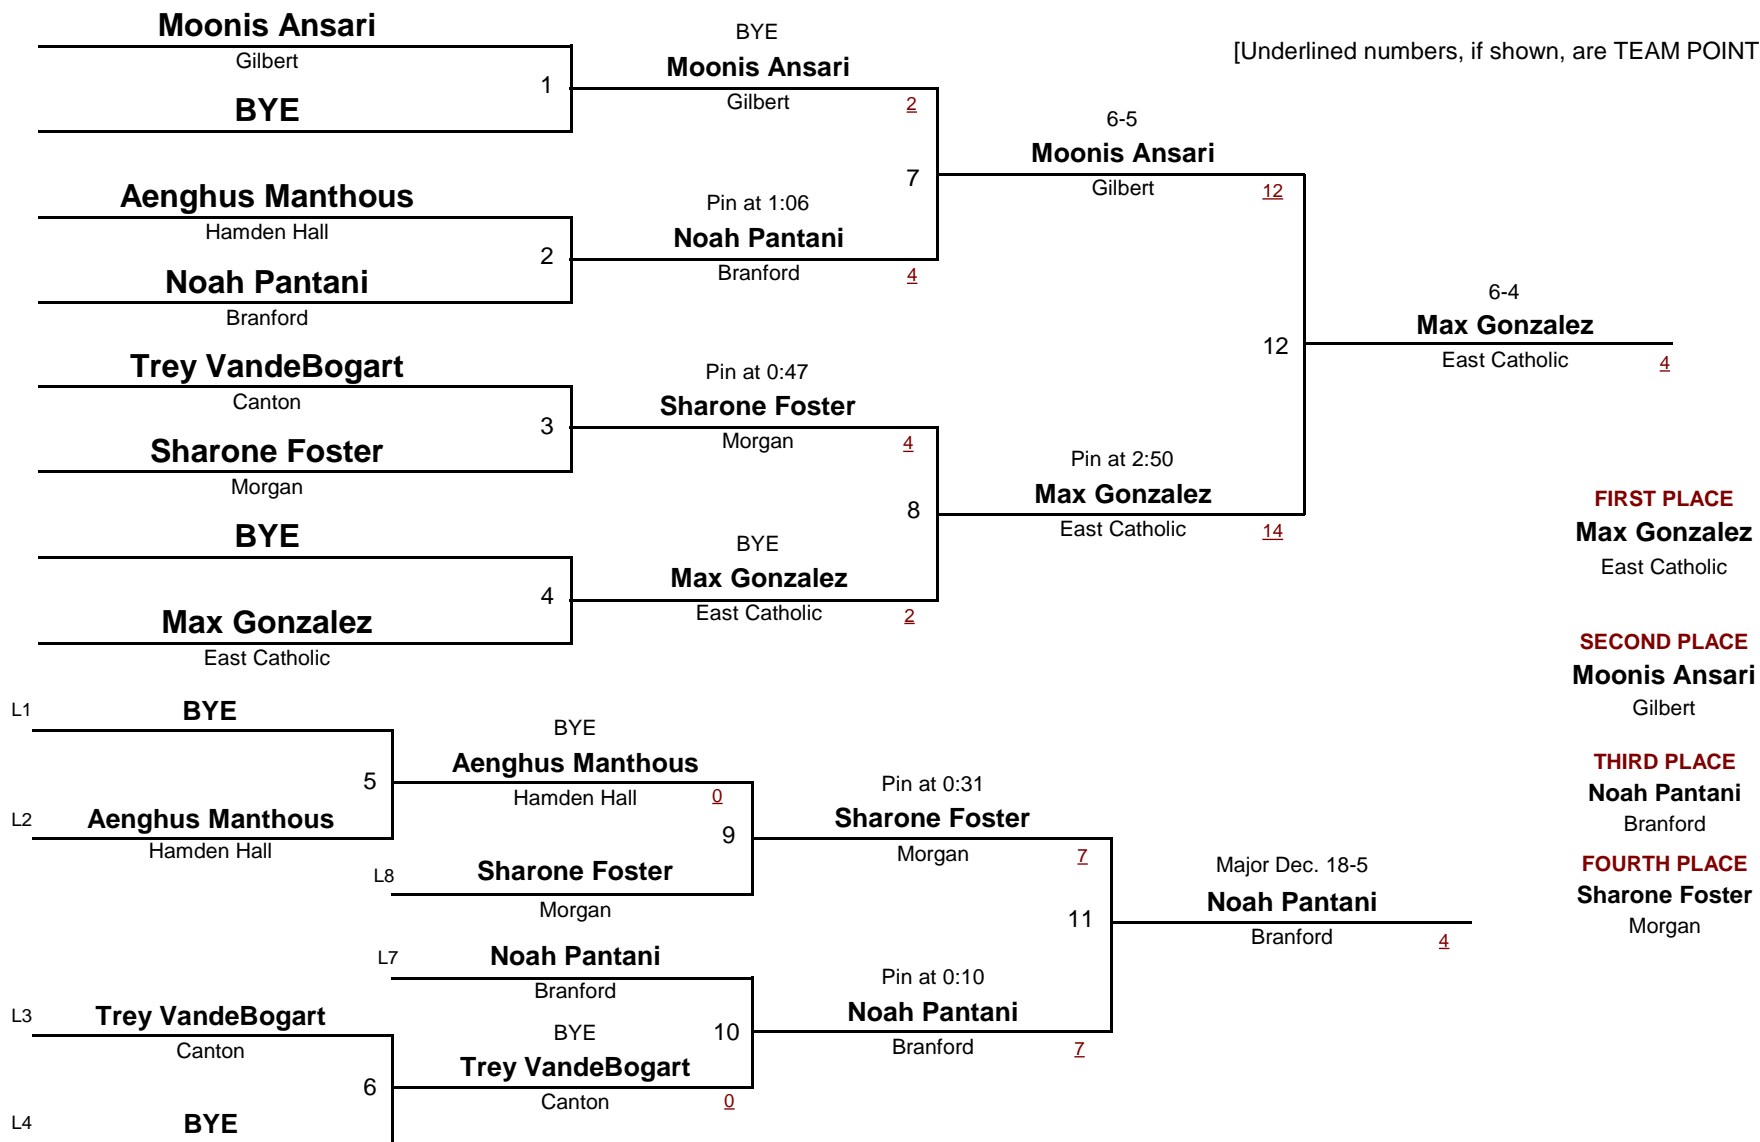 Moonis Ansari
Gilbert
1
BYE
BYE
Moonis Ansari
Gilbert
2
[Underlined numbers, if shown, are TEAM POINT
Aenghus Manthous
Hamden Hall
2
Noah Pantani
Branford
Pin at 1:06
Noah Pantani
Branford
4
7
6-5
Moonis Ansari
Gilbert
12
Trey VandeBogart
Canton
3
Sharone Foster
Morgan
Pin at 0:47
Sharone Foster
Morgan
4
BYE
4
Max Gonzalez
East Catholic
BYE
Max Gonzalez
East Catholic
2
8
Pin at 2:50
Max Gonzalez
East Catholic
14
12
6-4
Max Gonzalez
East Catholic
4
FIRST PLACE
Max Gonzalez
East Catholic
SECOND PLACE
Moonis Ansari
Gilbert
THIRD PLACE
Noah Pantani
Branford
FOURTH PLACE
Sharone Foster
Morgan
L1
BYE
5
L2
Aenghus Manthous
Hamden Hall
BYE
Aenghus Manthous
Hamden Hall
0
9
L8
Sharone Foster
Morgan
Pin at 0:31
Sharone Foster
Morgan
7
L7
Noah Pantani
Branford
L3
Trey VandeBogart
Canton
6
L4
BYE
BYE
Trey VandeBogart
Canton
0
10
Pin at 0:10
Noah Pantani
Branford
7
11
Major Dec. 18-5
Noah Pantani
Branford
4